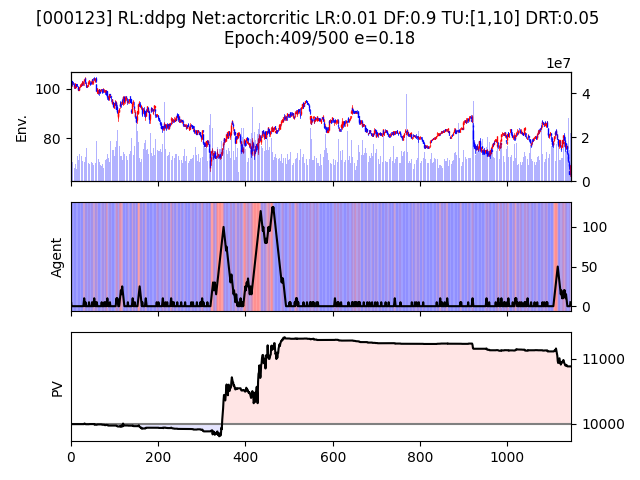 [000123] RL:ddpg Net:actorcritic LR:0.01 DF:0.9 TU:[1,10] DRT:0.05
Epoch:409/500 e=0.18
1e7
Env.
100
80
4
2
0
Agent
100
50
0
PV
11000
10000
0
200
400
600
800
1000